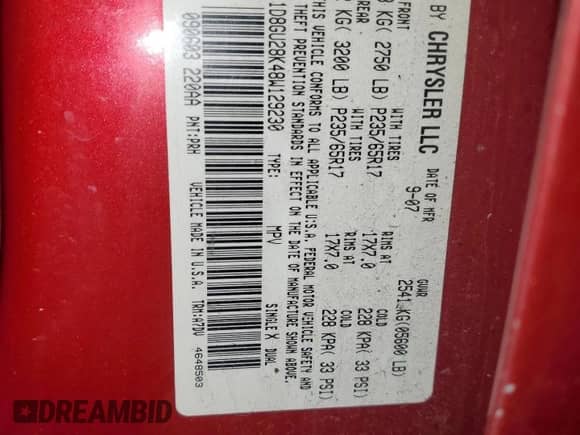 BY CHRYSLER LLC
DATE OF MFR 9-07
GVWR 2541 KG(05600 LB)
FRONT
WITH TIRES
RIMS AT
COLD
KG( 2750 LB) P235/65R17 17X7.0 228 KPA( 33 PSI)
REAR
WITH TIRES
RIMS AT
COLD
KG( 3200 LB) P235/65R17 17X7.0 228 KPA( 33 PSI)
THIS VEHICLE CONFORMS TO ALL APPLICABLE U.S.A. FEDERAL MOTOR VEHICLE SAFETY AND
THEFT PREVENTION STANDARDS IN EFFECT ON THE DATE OF MANUFACTURE SHOWN ABOVE.
1D8GU28K48W129230 TYPE: MPV SINGLE X DUAL
090603 220AA PNT:PRH VEHICLE MADE IN U.S.A. TRM:A7DV 4648503
DREAMBID